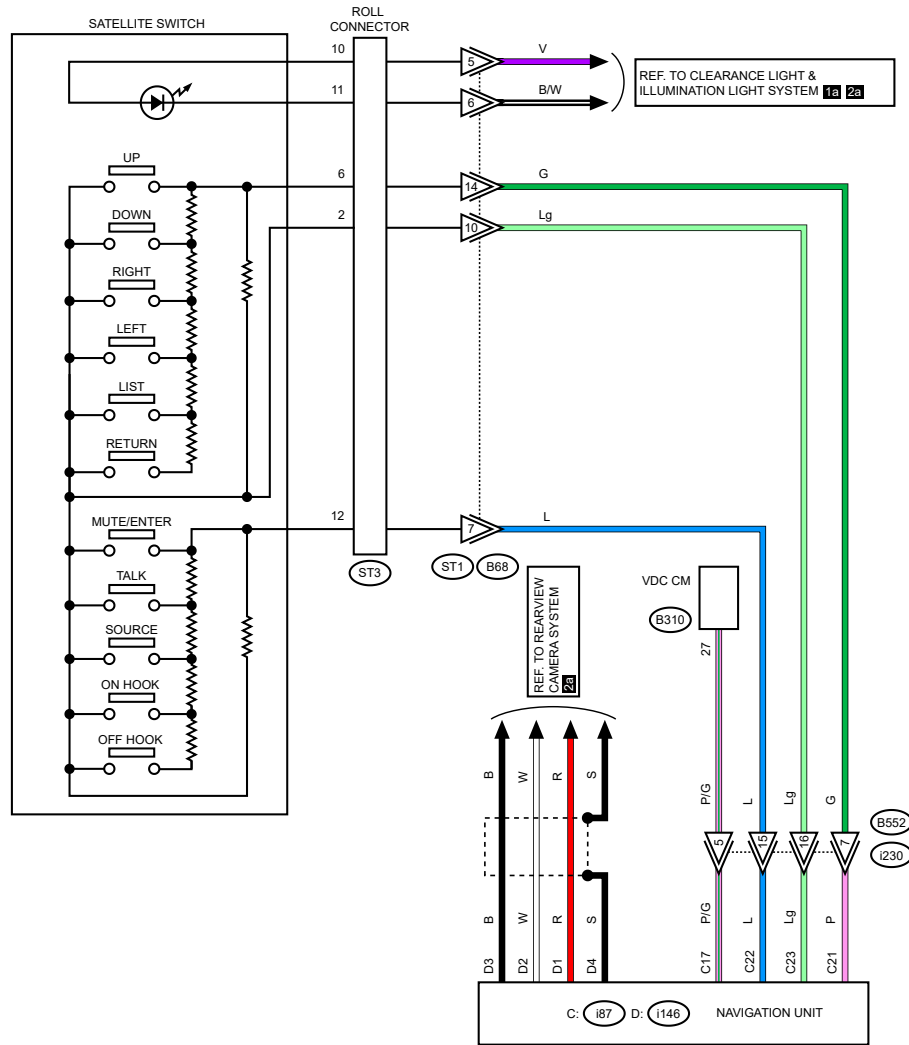 SATELLITE SWITCH
ROLL
CONNECTOR
10
5
V
11
6
B/W
REF. TO CLEARANCE LIGHT &
ILLUMINATION LIGHT SYSTEM 1a 2a
UP
6
14
G
DOWN
2
10
Lg
RIGHT
LEFT
LIST
RETURN
MUTE/ENTER
12
7
L
ST3
ST1
B68
TALK
SOURCE
ON HOOK
OFF HOOK
REF. TO REARVIEW
CAMERA SYSTEM
2a
VDC CM
B310
27
B
W
R
S
P/G
L
Lg
G
5
15
16
7
B552
i230
B
W
R
S
P/G
L
Lg
P
D3
D2
D1
D4
C17
C22
C23
C21
C: i87 D: i146 NAVIGATION UNIT